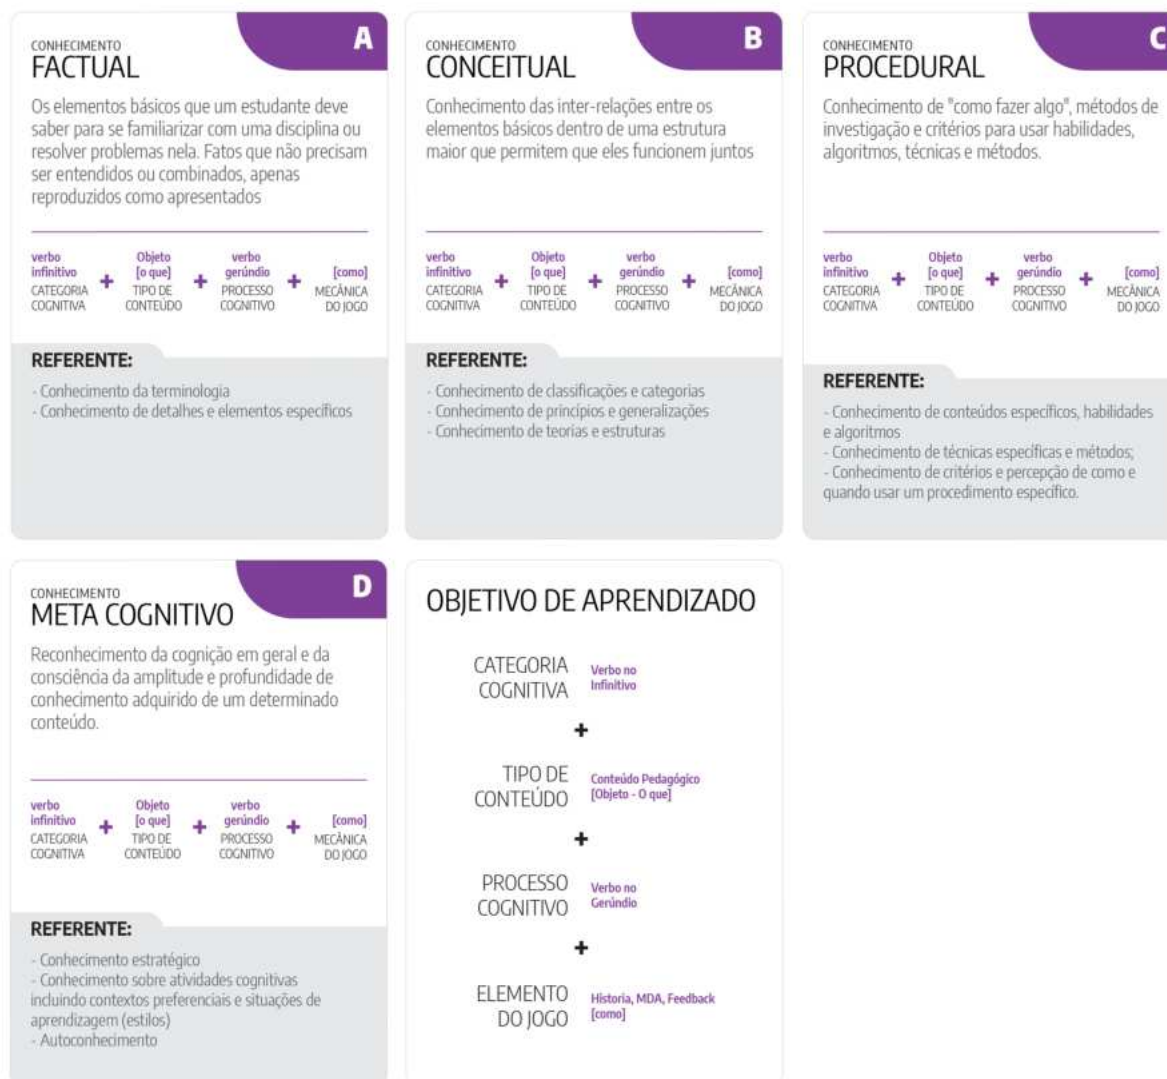 A
CONHECIMENTO
FACTUAL
Os elementos básicos que um estudante deve
saber para se familiarizar com uma disciplina ou
resolver problemas nela. Fatos que não precisam
ser entendidos ou combinados, apenas
reproduzidos como apresentados
verbo infinitivo + Objeto [o que] + verbo gerúndio + [como]
CATEGORIA COGNITIVA TIPO DE CONTEÚDO PROCESSO COGNITIVO MECÂNICA DO JOGO
REFERENTE:
- Conhecimento da terminologia
- Conhecimento de detalhes e elementos específicos
B
CONHECIMENTO
CONCEITUAL
Conhecimento das inter-relações entre os
elementos básicos dentro de uma estrutura
maior que permitem que eles funcionem juntos
verbo infinitivo + Objeto [o que] + verbo gerúndio + [como]
CATEGORIA COGNITIVA TIPO DE CONTEÚDO PROCESSO COGNITIVO MECÂNICA DO JOGO
REFERENTE:
- Conhecimento de classificações e categorias
- Conhecimento de princípios e generalizações
- Conhecimento de teorias e estruturas
C
CONHECIMENTO
PROCEDURAL
Conhecimento de "como fazer algo", métodos de
investigação e critérios para usar habilidades,
algoritmos, técnicas e métodos.
verbo infinitivo + Objeto [o que] + verbo gerúndio + [como]
CATEGORIA COGNITIVA TIPO DE CONTEÚDO PROCESSO COGNITIVO MECÂNICA DO JOGO
REFERENTE:
- Conhecimento de conteúdos específicos, habilidades
e algoritmos
- Conhecimento de técnicas específicas e métodos;
- Conhecimento de critérios e percepção de como e
quando usar um procedimento específico.
D
CONHECIMENTO
META COGNITIVO
Reconhecimento da cognição em geral e da
consciência da amplitude e profundidade de
conhecimento adquirido de um determinado
conteúdo.
verbo infinitivo + Objeto [o que] + verbo gerúndio + [como]
CATEGORIA COGNITIVA TIPO DE CONTEÚDO PROCESSO COGNITIVO MECÂNICA DO JOGO
REFERENTE:
- Conhecimento estratégico
- Conhecimento sobre atividades cognitivas
incluindo contextos preferenciais e situações de
aprendizagem (estilos)
- Autoconhecimento
OBJETIVO DE APRENDIZADO
CATEGORIA Verbo no
COGNITIVA Infinitivo
+
TIPO DE Conteúdo Pedagógico
CONTEÚDO [Objeto - O que]
+
PROCESSO Verbo no
COGNITIVO Gerúndio
+
ELEMENTO Historia, MDA, Feedback
DO JOGO [como]